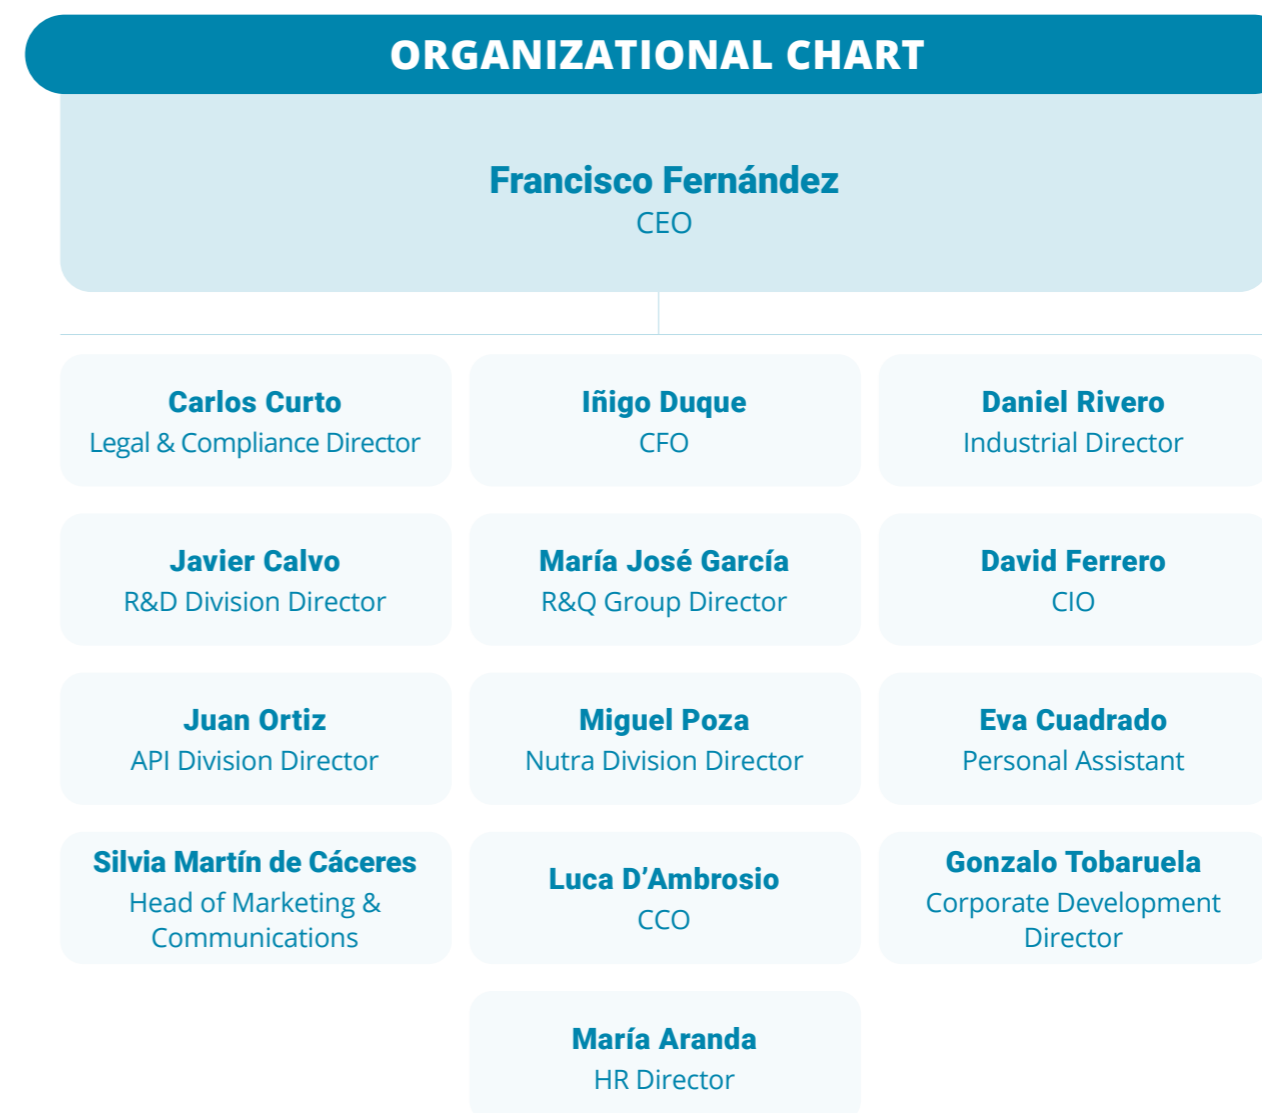 ORGANIZATIONAL CHART
Francisco Fernández
CEO
Carlos Curto
Legal & Compliance Director
Iñigo Duque
CFO
Daniel Rivero
Industrial Director
Javier Calvo
R&D Division Director
María José García
R&Q Group Director
David Ferrero
CIO
Juan Ortiz
API Division Director
Miguel Poza
Nutra Division Director
Eva Cuadrado
Personal Assistant
Silvia Martín de Cáceres
Head of Marketing &
Communications
Luca D’Ambrosio
CCO
Gonzalo Tobaruela
Corporate Development
Director
María Aranda
HR Director